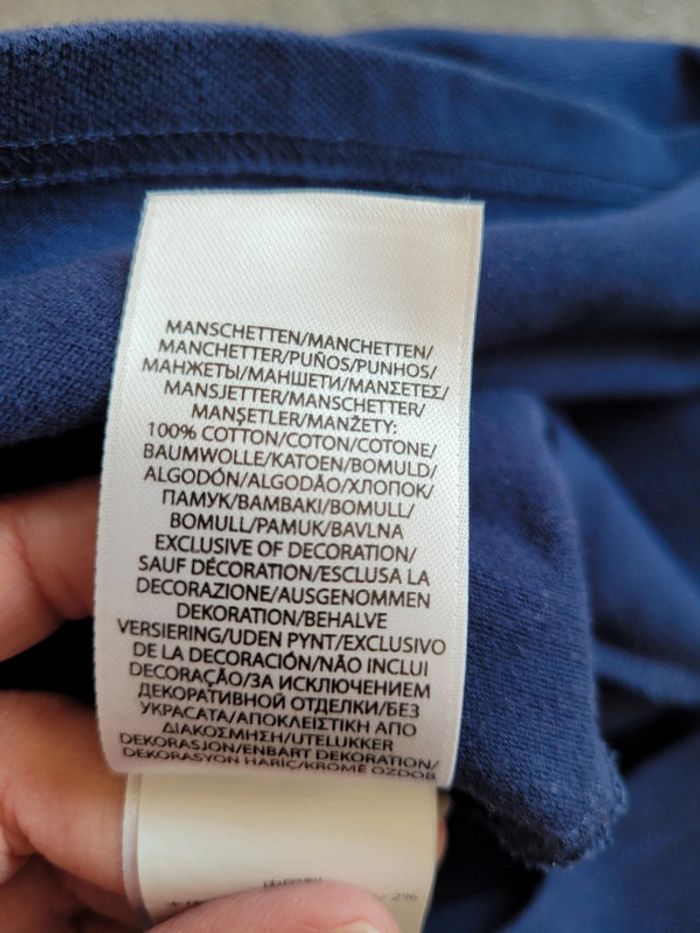 MANSCHETTEN/MANCHETTEN/
MANCHETTER/PUÑOS/PUNHOS/
МАНЖЕТЫ/МАНШЕТИ/ΜΑΝΣΕΤΕΣ/
MANSJETTER/MANSCHETTER/
MANŞETLER/MANŽETY:
100% COTTON/COTON/COTONE/
BAUMWOLLE/KATOEN/BOMULD/
ALGODÓN/ALGODÃO/ХЛОПОК/
ПАМУК/ΒΑΜΒΑΚΙ/BOMULL/
BOMULL/PAMUK/BAVLNA
EXCLUSIVE OF DECORATION/
SAUF DÉCORATION/ESCLUSA LA
DECORAZIONE/AUSGENOMMEN
DEKORATION/BEHALVE
VERSIERING/UDEN PYNT/EXCLUSIVO
DE LA DECORACIÓN/NÃO INCLUI
DECORAÇÃO/ЗА ИСКЛЮЧЕНИЕМ
ДЕКОРАТИВНОЙ ОТДЕЛКИ/БЕЗ
УКРАСАТА/ΑΠΟΚΛΕΙΣΤΙΚΗ ΑΠΟ
ΔΙΑΚΟΣΜΗΣΗ/UTELUKKER
DEKORASJON/ENBART DEKORATION/
DEKORASYON HARİÇ/KROMĚ OZDOB
2%